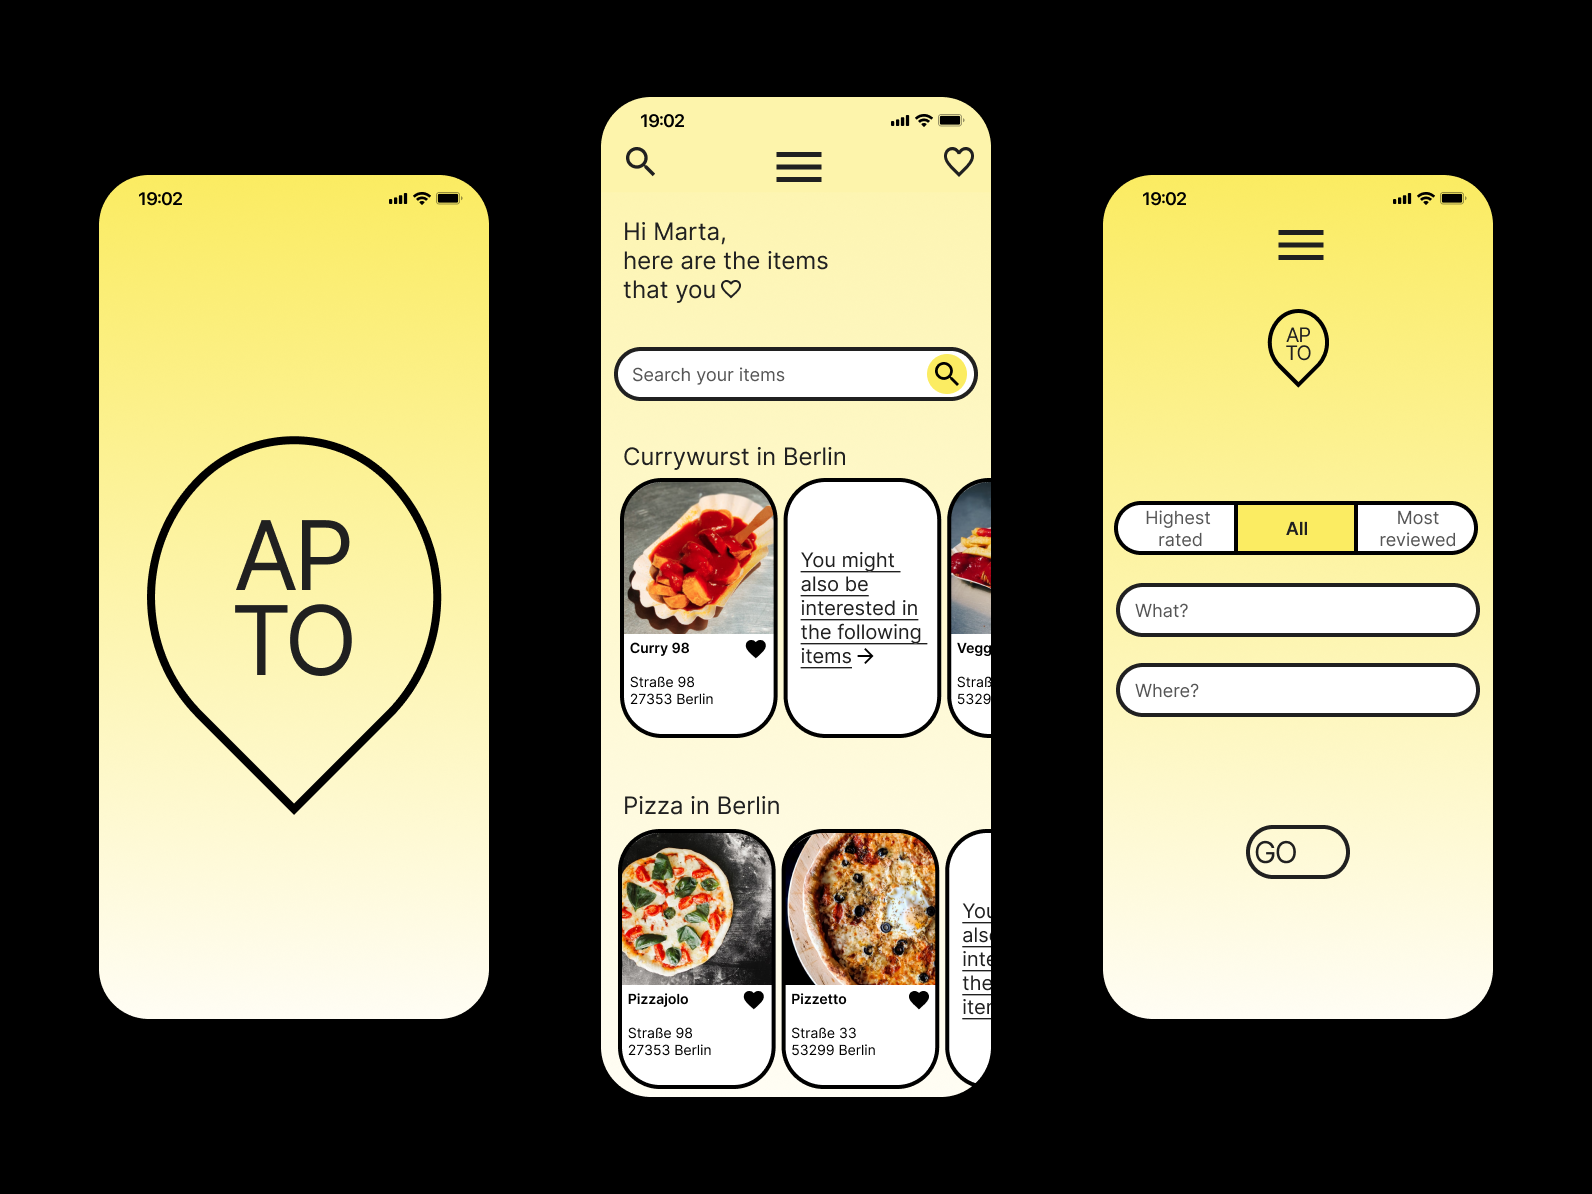 19:02
AP
TO
19:02
Hi Marta,
here are the items
that you
Search your items
Currywurst in Berlin
Curry 98
Straße 98
27353 Berlin
You might
also be
interested in
the following
items
Vegg
Straß
5329
Pizza in Berlin
Pizzajolo
Straße 98
27353 Berlin
Pizzetto
Straße 33
53299 Berlin
You
also
inte
the
iter
19:02
AP
TO
Highest
rated
All
Most
reviewed
What?
Where?
GO